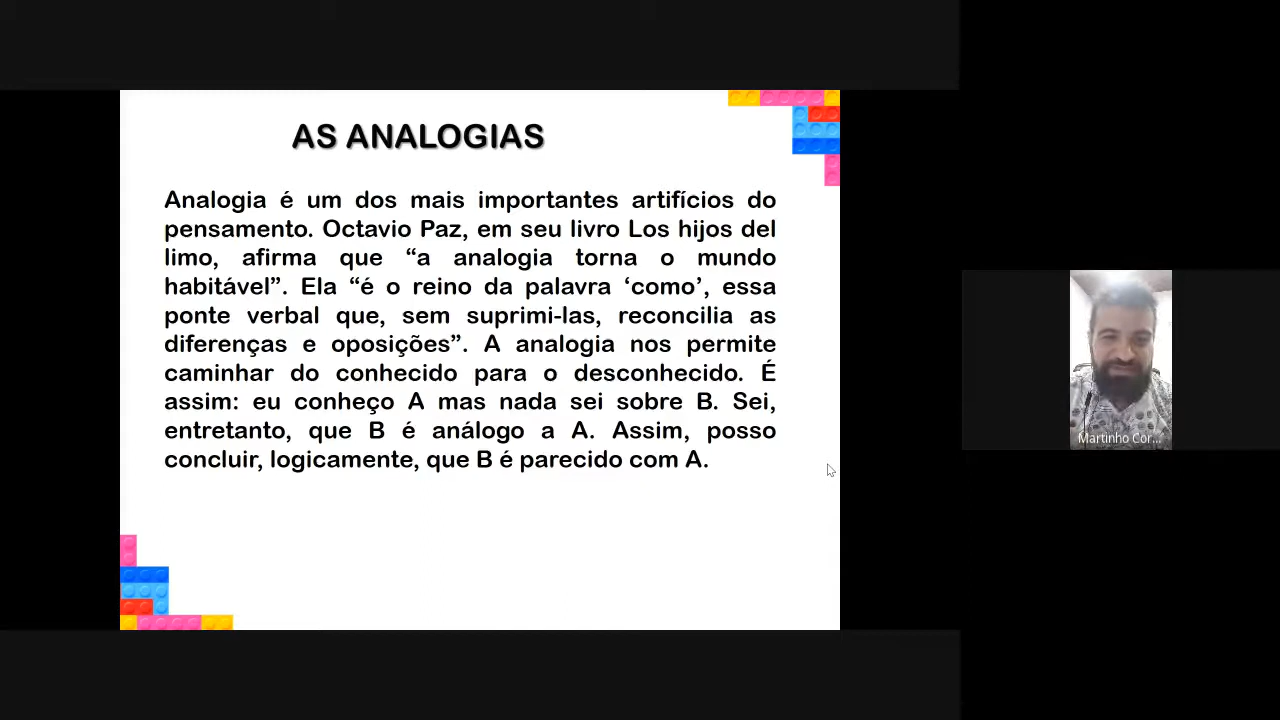 AS ANALOGIAS
Analogia é um dos mais importantes artifícios do
pensamento. Octavio Paz, em seu livro Los hijos del
limo, afirma que “a analogia torna o mundo
habitável”. Ela “é o reino da palavra ‘como’, essa
ponte verbal que, sem suprimi-las, reconcilia as
diferenças e oposições”. A analogia nos permite
caminhar do conhecido para o desconhecido. É
assim: eu conheço A mas nada sei sobre B. Sei,
entretanto, que B é análogo a A. Assim, posso
concluir, logicamente, que B é parecido com A.
Martinho Cor...